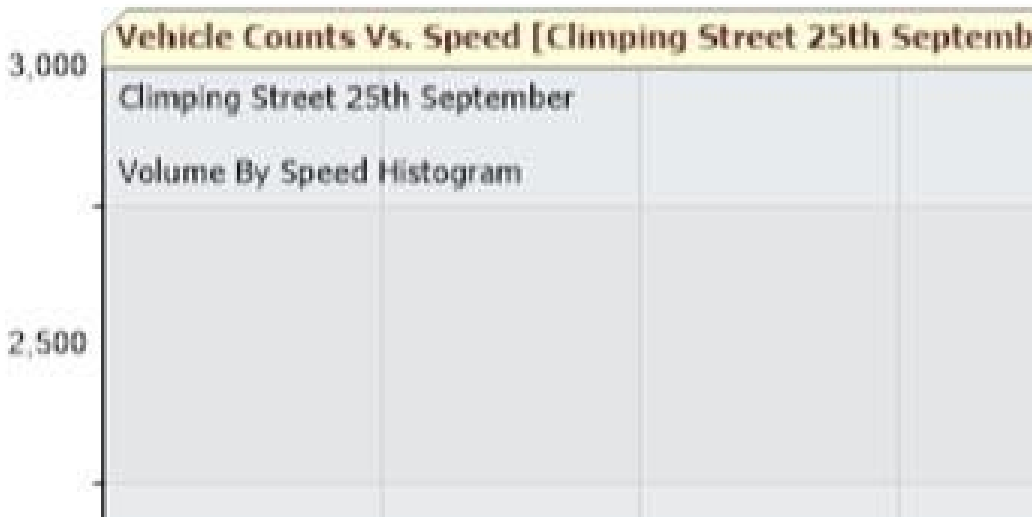 Vehicle Counts Vs. Speed [Climping Street 25th Septemb
3,000
Climping Street 25th September
Volume By Speed Histogram
2,500